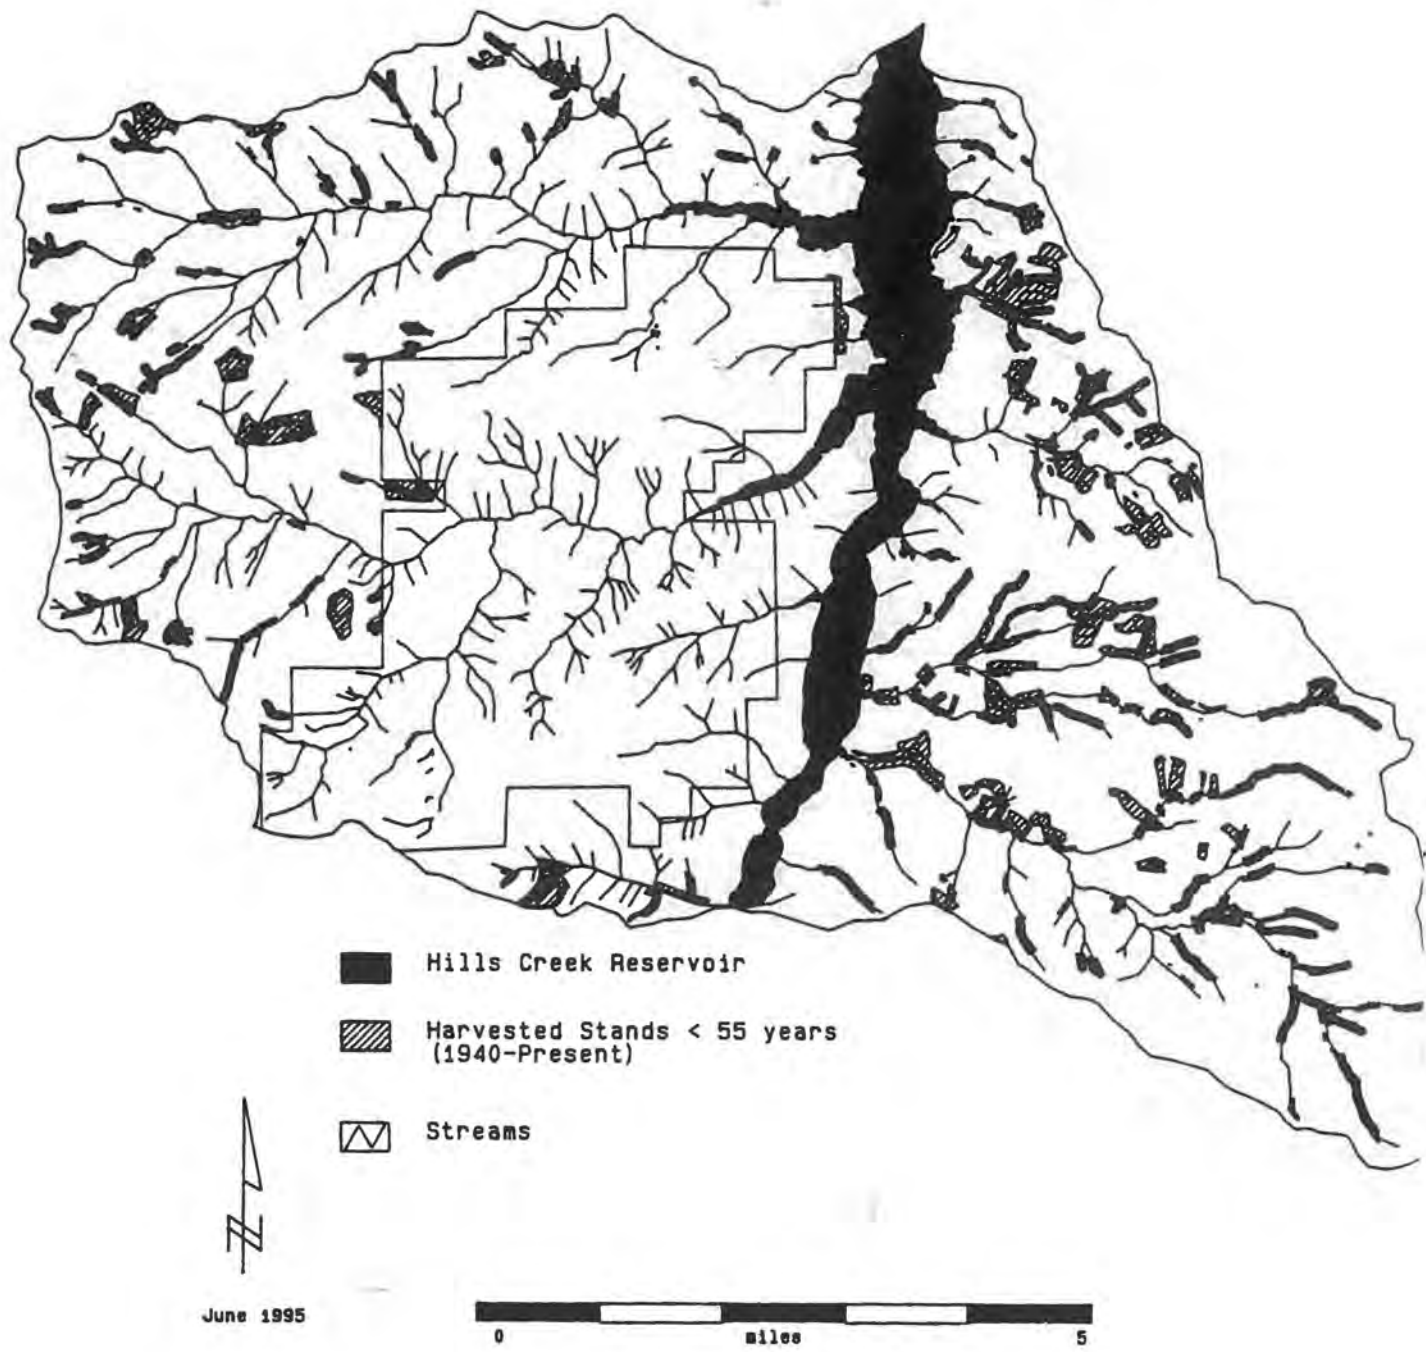 Hills Creek Reservoir
Harvested Stands < 55 years
(1940-Present)
Streams
June 1995
0 miles 5